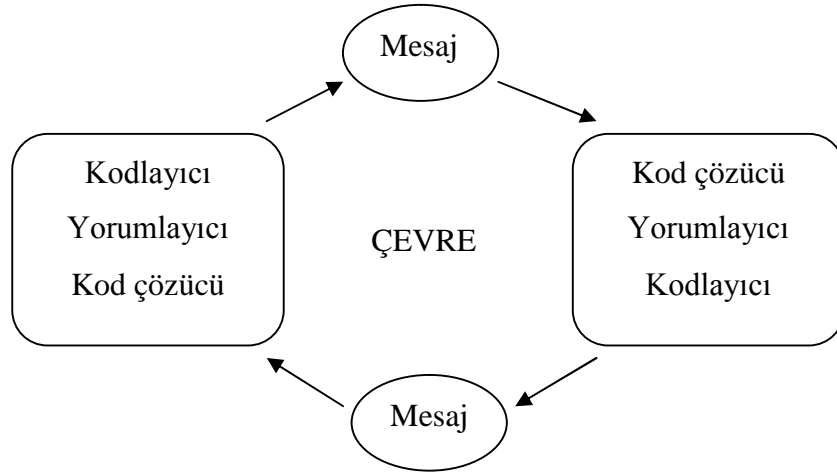 Mesaj
Kodlayıcı
Yorumlayıcı
Kod çözücü
ÇEVRE
Kod çözücü
Yorumlayıcı
Kodlayıcı
Mesaj